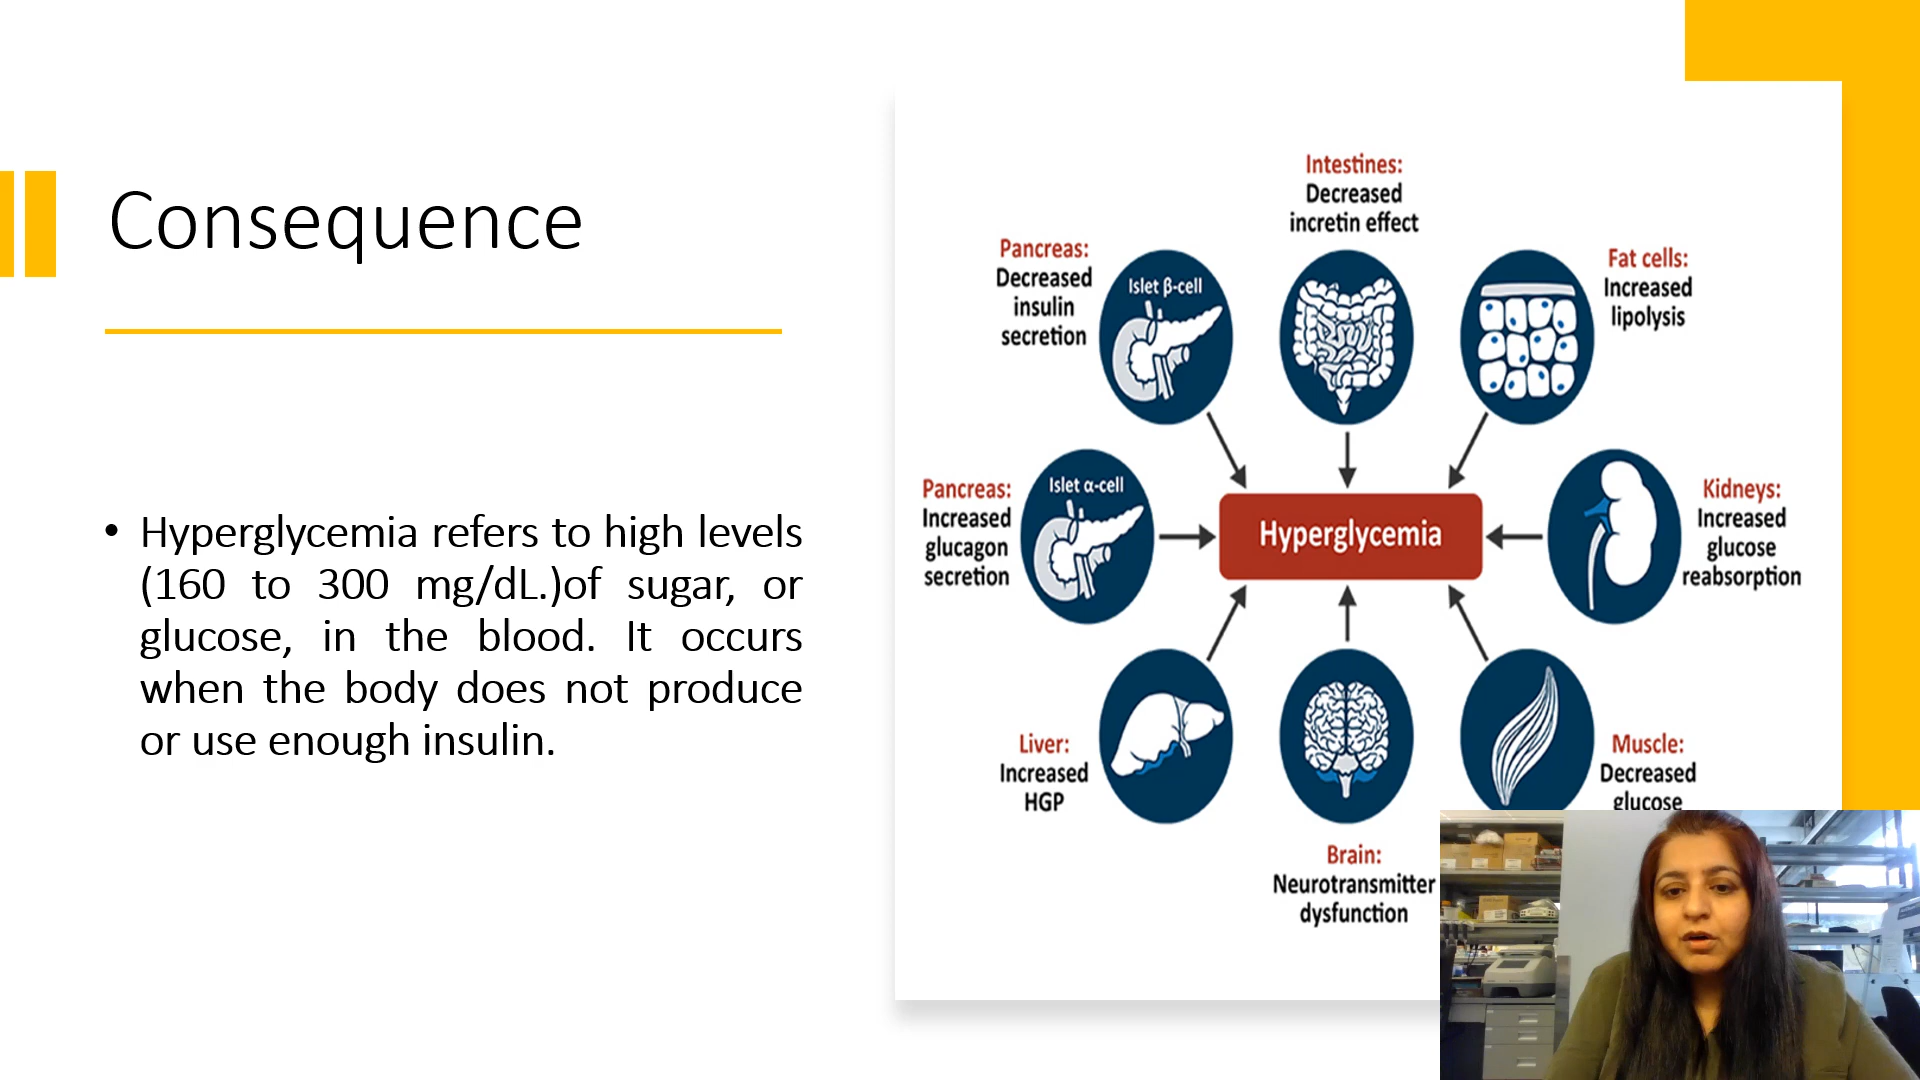 Consequence
• Hyperglycemia refers to high levels
(160 to 300 mg/dL.)of sugar, or
glucose, in the blood. It occurs
when the body does not produce
or use enough insulin.
Intestines:
Decreased
incretin effect
Pancreas:
Decreased
insulin
secretion
Islet β-cell
Fat cells:
Increased
lipolysis
Pancreas:
Increased
glucagon
secretion
Islet α-cell
Hyperglycemia
Kidneys:
Increased
glucose
reabsorption
Liver:
Increased
HGP
Brain:
Neurotransmitter
dysfunction
Muscle:
Decreased
glucose